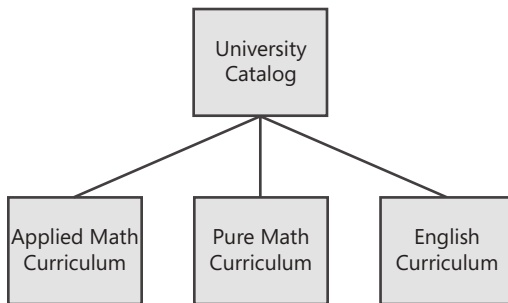 University
Catalog
Applied Math
Curriculum
Pure Math
Curriculum
English
Curriculum